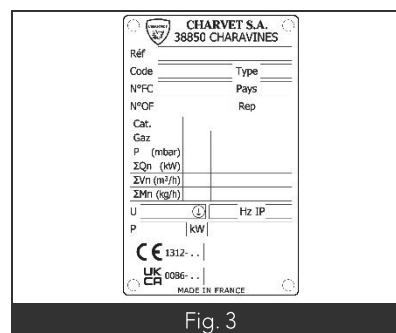 CHARVET
CHARVET S.A.
38850 CHARAVINES
Réf
Code Type
N°FC Pays
N°OF Rep
Cat.
Gaz
P (mbar)
ΣQn (kW)
ΣVn (m³/h)
ΣMn (kg/h)
U Hz IP
P kW
CE 1312-..
UK CA 0086-..
MADE IN FRANCE
Fig. 3